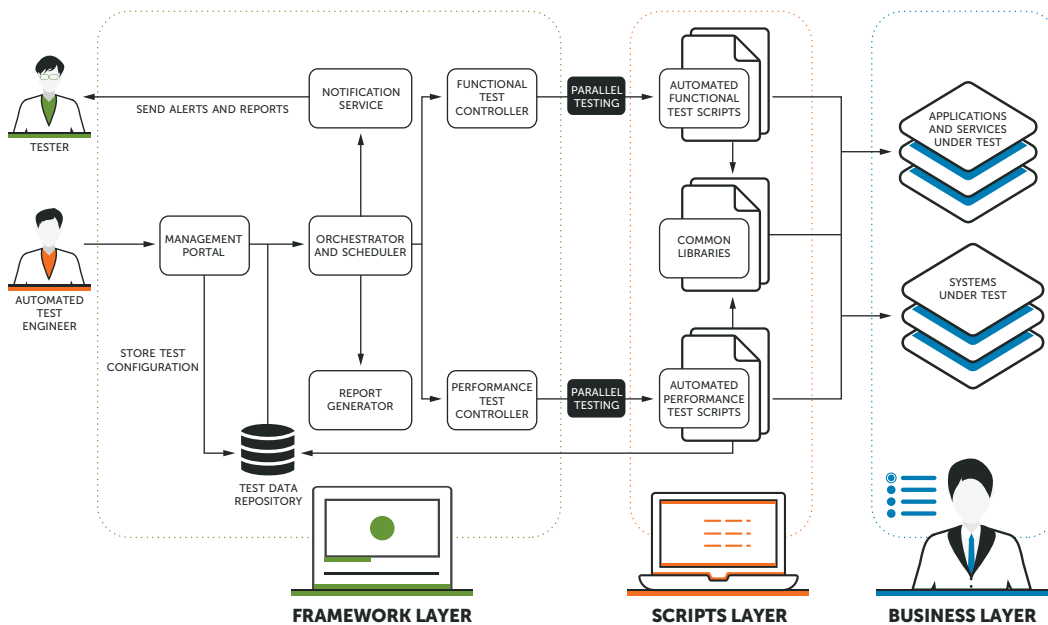 TESTER
SEND ALERTS AND REPORTS
NOTIFICATION
SERVICE
FUNCTIONAL
TEST
CONTROLLER
PARALLEL
TESTING
AUTOMATED
FUNCTIONAL
TEST SCRIPTS
APPLICATIONS
AND SERVICES
UNDER TEST
AUTOMATED
TEST
ENGINEER
MANAGEMENT
PORTAL
ORCHESTRATOR
AND SCHEDULER
COMMON
LIBRARIES
SYSTEMS
UNDER TEST
STORE TEST
CONFIGURATION
REPORT
GENERATOR
PERFORMANCE
TEST
CONTROLLER
PARALLEL
TESTING
AUTOMATED
PERFORMANCE
TEST SCRIPTS
TEST DATA
REPOSITORY
FRAMEWORK LAYER
SCRIPTS LAYER
BUSINESS LAYER